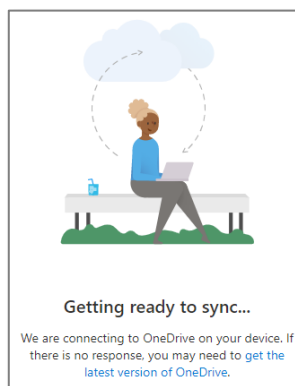 Getting ready to sync...
We are connecting to OneDrive on your device. If
there is no response, you may need to get the
latest version of OneDrive.